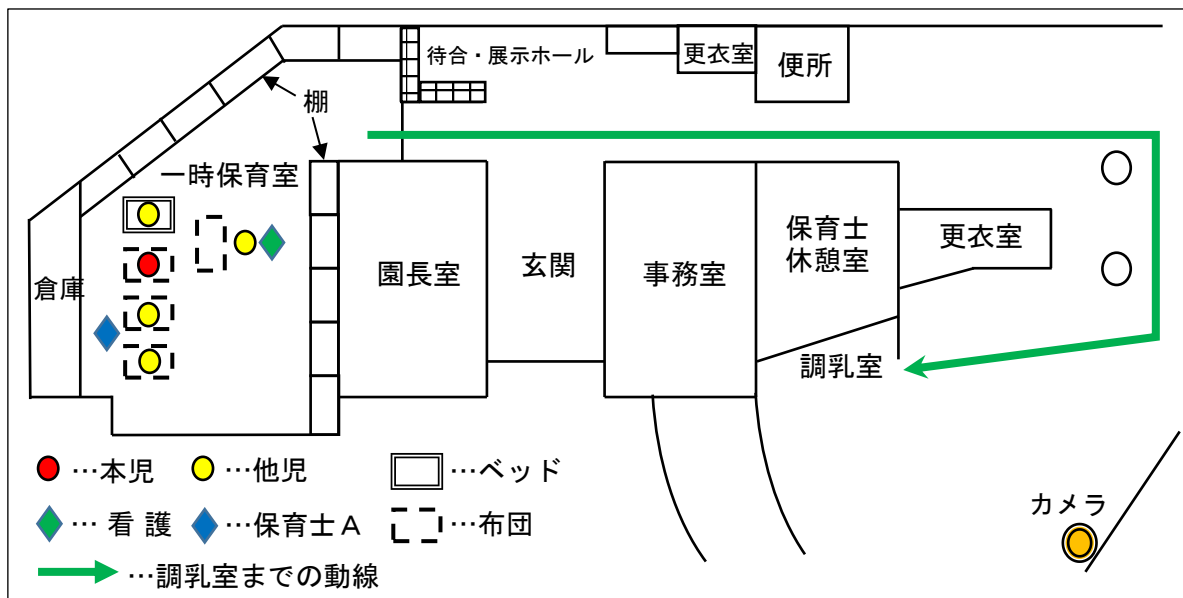 待合・展示ホール
更衣室
便所
棚
一時保育室
倉庫
園長室
玄関
事務室
保育士
休憩室
更衣室
調乳室
…本児
…他児
…ベッド
…看護
…保育士A
…布団
…調乳室までの動線
カメラ